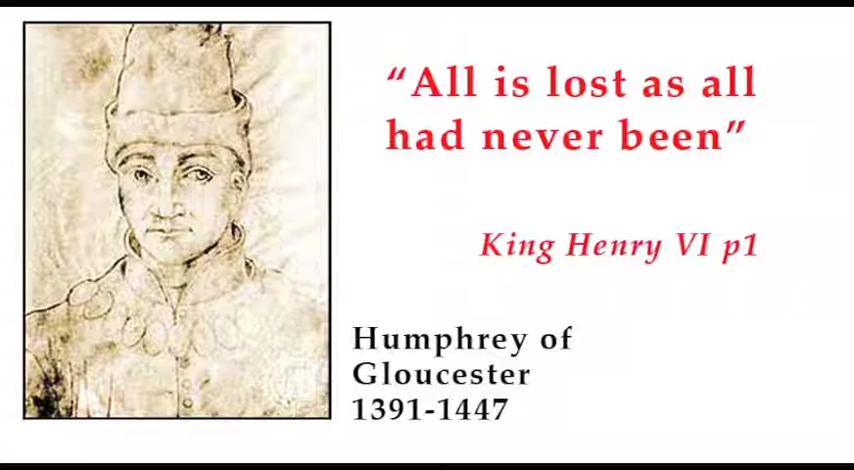 “All is lost as all
had never been”
King Henry VI p1
Humphrey of
Gloucester
1391-1447